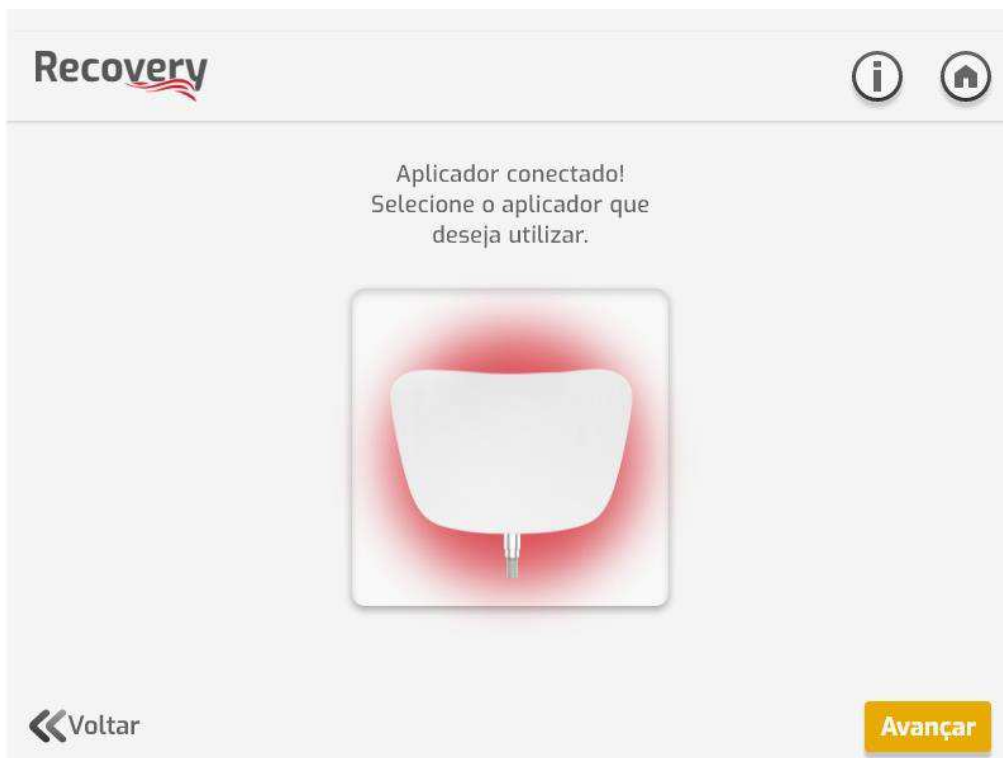 Recovery
Aplicador conectado!
Selecione o aplicador que
deseja utilizar.
Voltar
Avançar